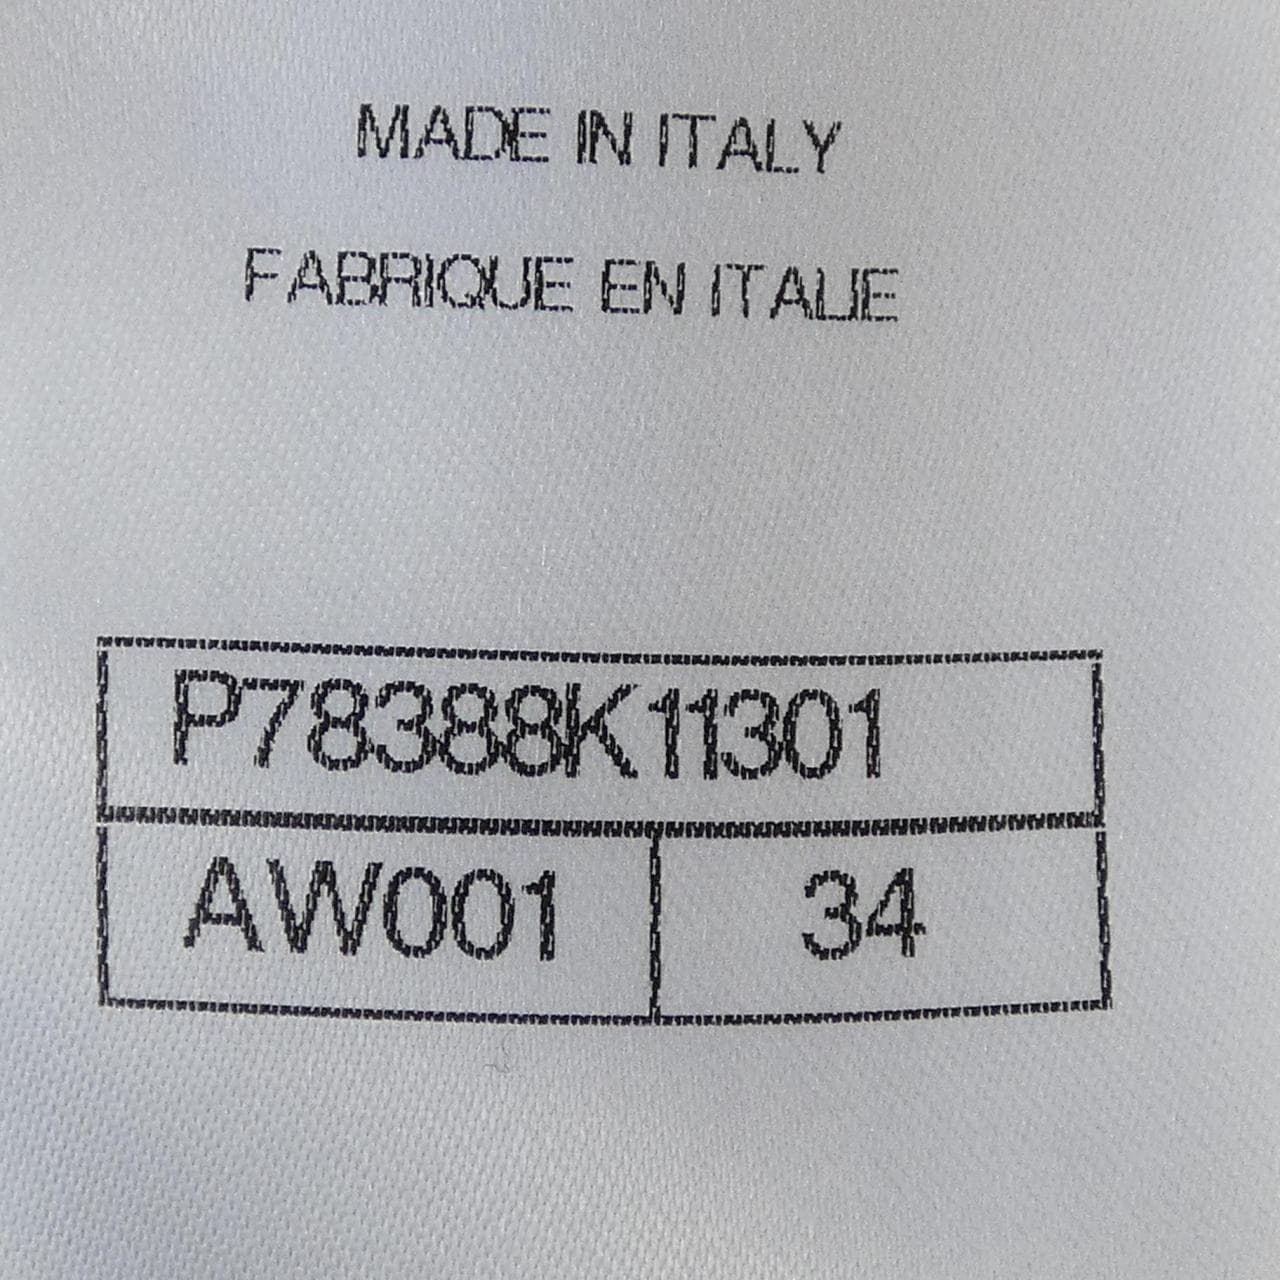 MADE IN ITALY
FABRIQUE EN ITALIE
P78388K11301
AW001 34